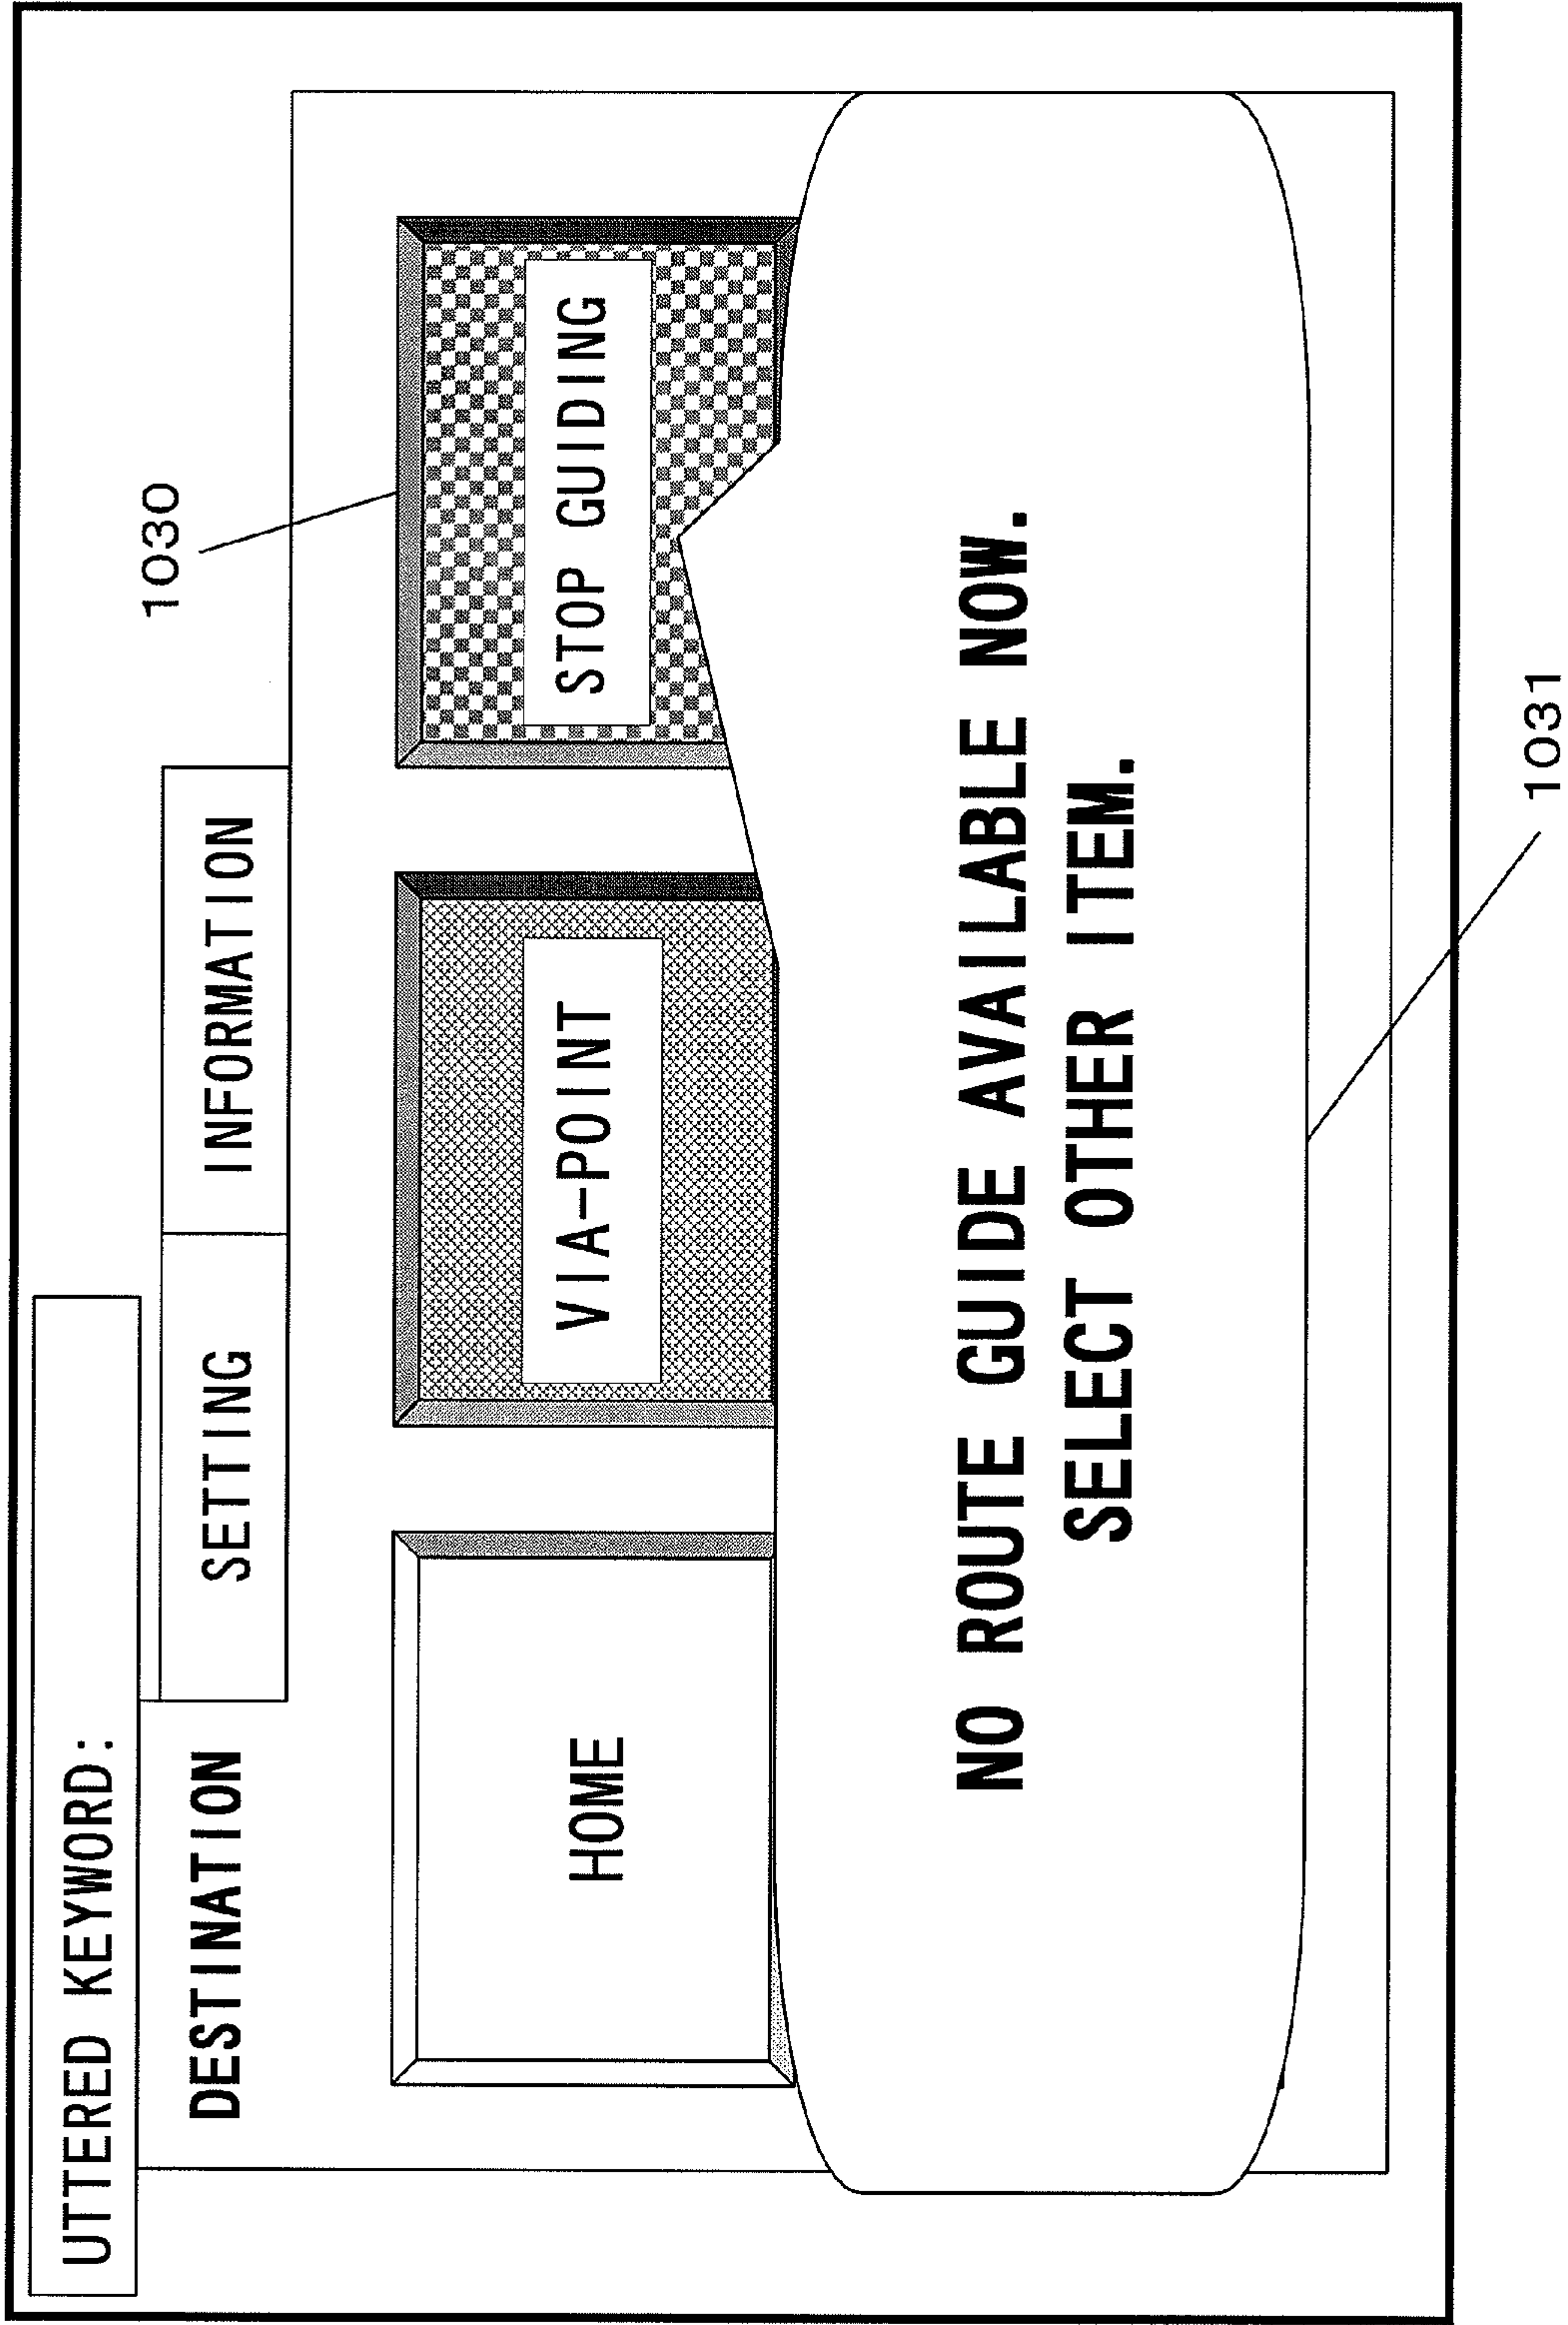 UTTERED KEYWORD:
DESTINATION
SETTING
INFORMATION
1030
HOME
VIA-POINT
STOP GUIDING
NO ROUTE GUIDE AVAILABLE NOW.
SELECT OTHER ITEM.
1031